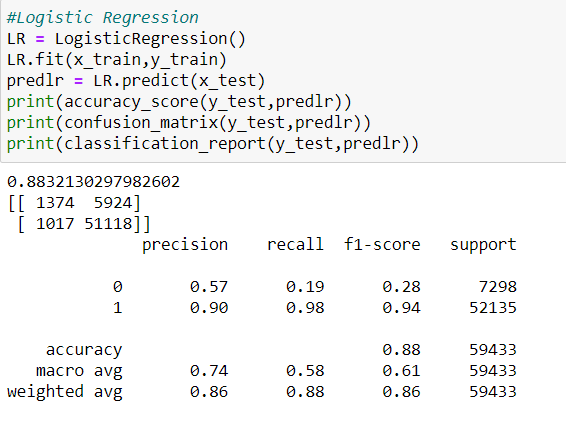 #Logistic Regression
LR = LogisticRegression()
LR.fit(x_train,y_train)
predlr = LR.predict(x_test)
print(accuracy_score(y_test,predlr))
print(confusion_matrix(y_test,predlr))
print(classification_report(y_test,predlr))
0.8832130297982602
[[ 1374  5924]
 [ 1017 51118]]
              precision    recall  f1-score   support

           0       0.57      0.19      0.28      7298
           1       0.90      0.98      0.94     52135

    accuracy                           0.88     59433
   macro avg       0.74      0.58      0.61     59433
weighted avg       0.86      0.88      0.86     59433